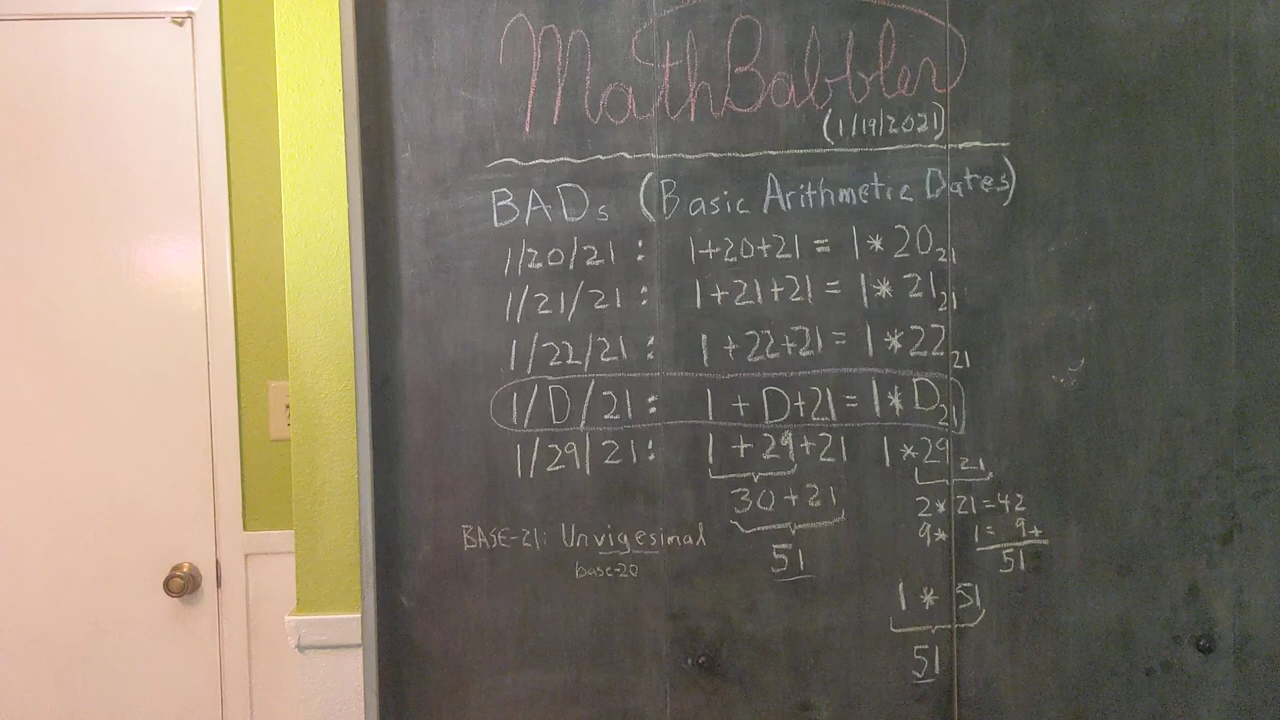 MathBabbler
(1/19/2021)
BADs (Basic Arithmetic Dates)
1/20/21: 1+20+21 = 1*20₂₁
1/21/21: 1+21+21 = 1*21₂₁
1/22/21: 1+22+21 = 1*22₂₁
1/D/21: 1+D+21 = 1*D₂₁
1/29/21: 1+29+21 1*29₂₁
30+21 2*21=42
BASE-21: Unvigesimal 9* 1= 9+
base-20 51 51
1 * 51
51